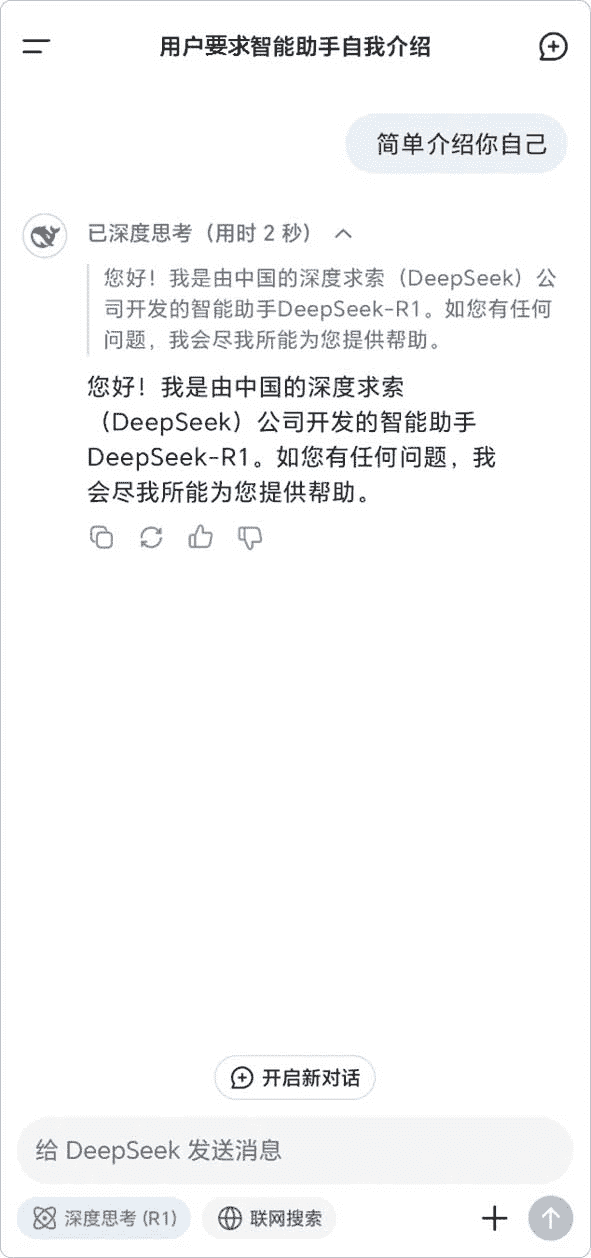 用户要求智能助手自我介绍
简单介绍你自己
已深度思考（用时 2 秒）
您好！我是由中国的深度求索（DeepSeek）公
司开发的智能助手DeepSeek-R1。如您有任何
问题，我会尽我所能为您提供帮助。
您好！我是由中国的深度求索
（DeepSeek）公司开发的智能助手
DeepSeek-R1。如您有任何问题，我
会尽我所能为您提供帮助。
开启新对话
给 DeepSeek 发送消息
深度思考 (R1)
联网搜索